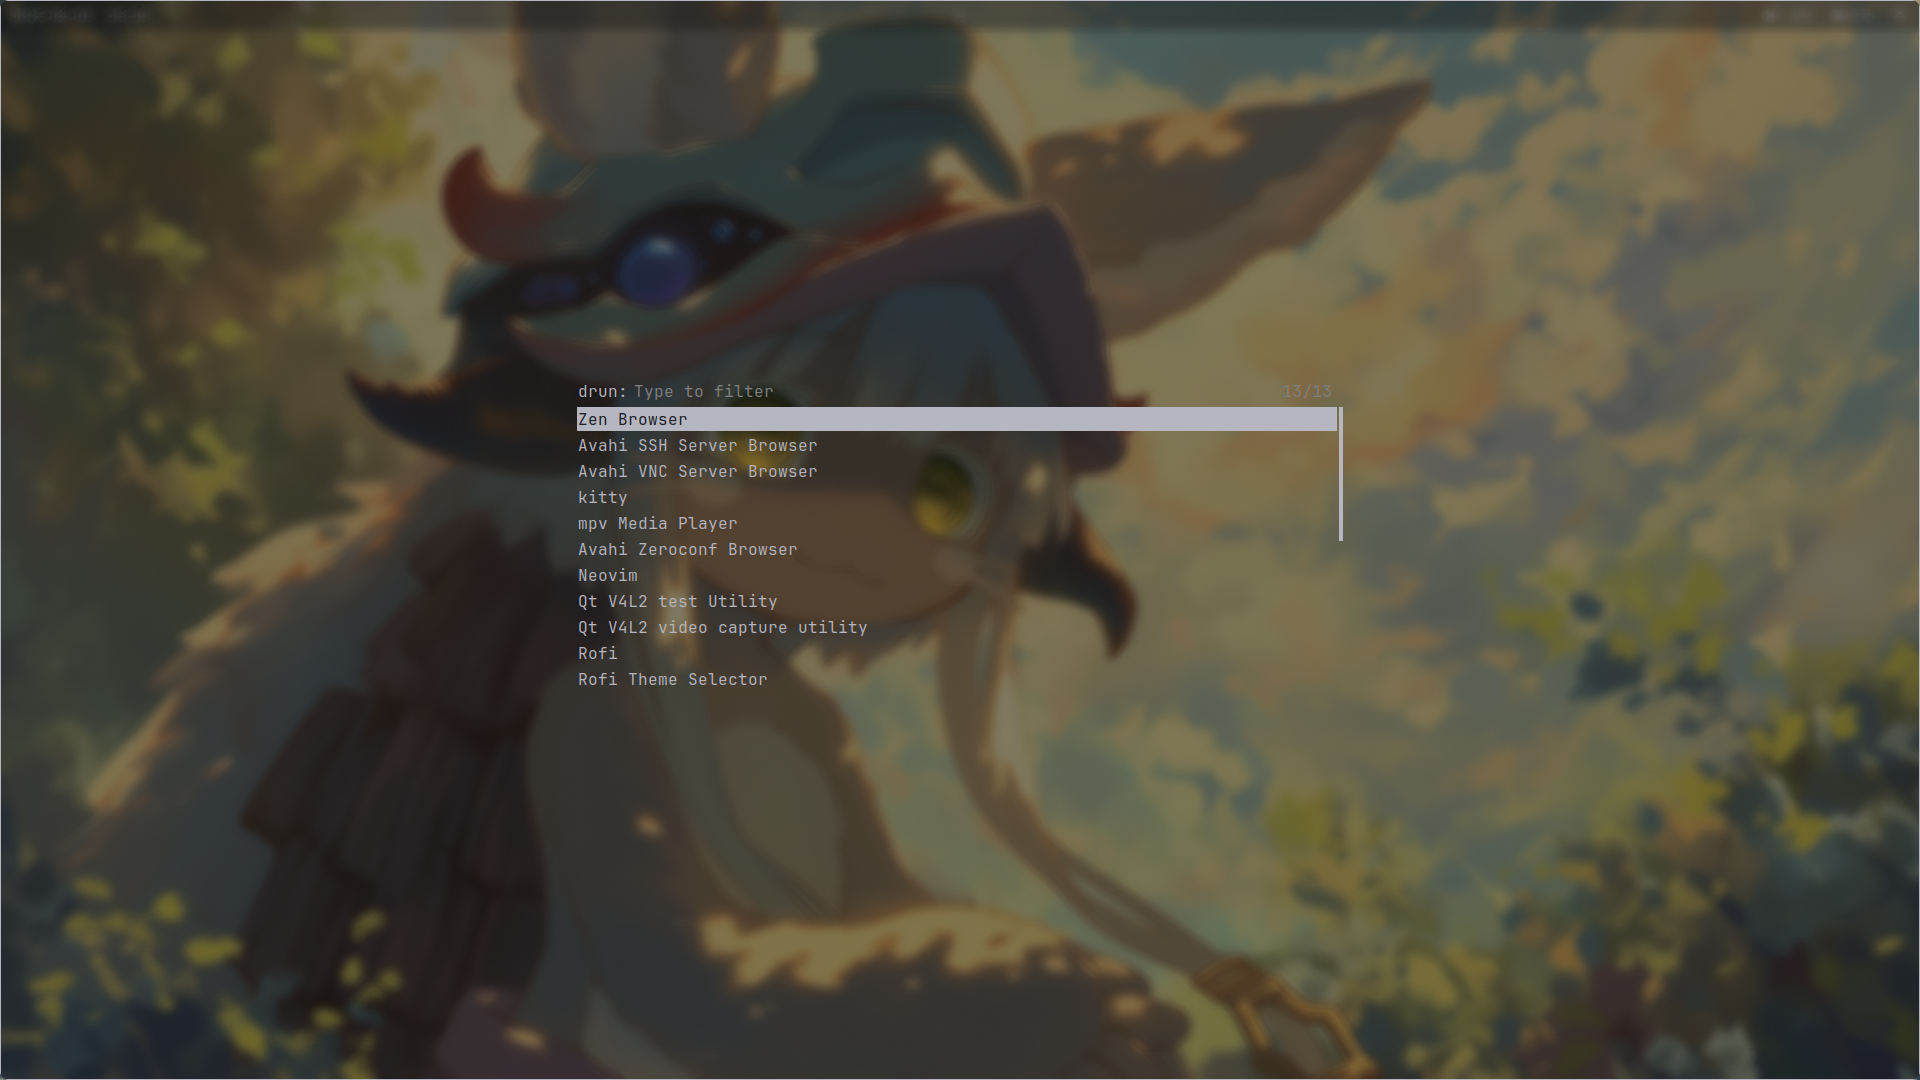 drun: Type to filter 13/13
Zen Browser
Avahi SSH Server Browser
Avahi VNC Server Browser
kitty
mpv Media Player
Avahi Zeroconf Browser
Neovim
Qt V4L2 test Utility
Qt V4L2 video capture utility
Rofi
Rofi Theme Selector